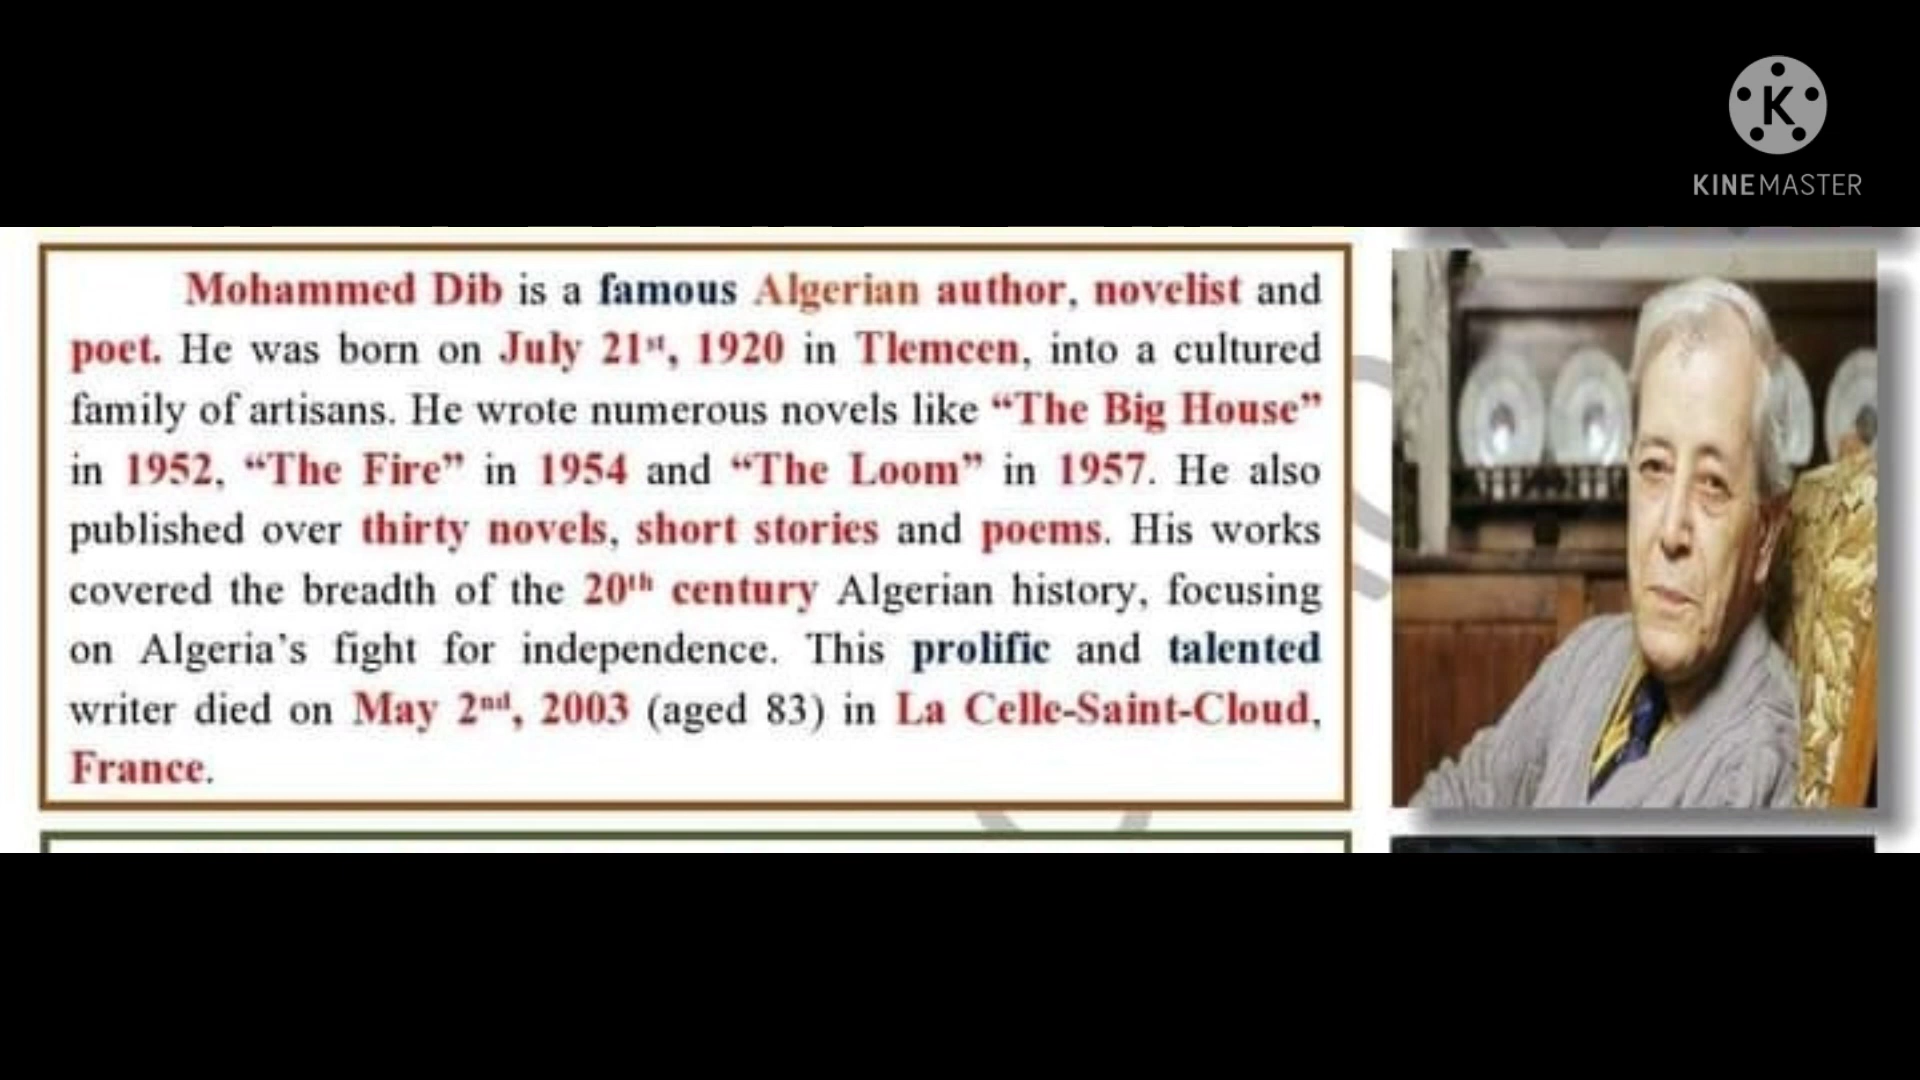 KINEMASTER
Mohammed Dib is a famous Algerian author, novelist and
poet. He was born on July 21st, 1920 in Tlemcen, into a cultured
family of artisans. He wrote numerous novels like “The Big House”
in 1952, “The Fire” in 1954 and “The Loom” in 1957. He also
published over thirty novels, short stories and poems. His works
covered the breadth of the 20th century Algerian history, focusing
on Algeria’s fight for independence. This prolific and talented
writer died on May 2nd, 2003 (aged 83) in La Celle-Saint-Cloud,
France.